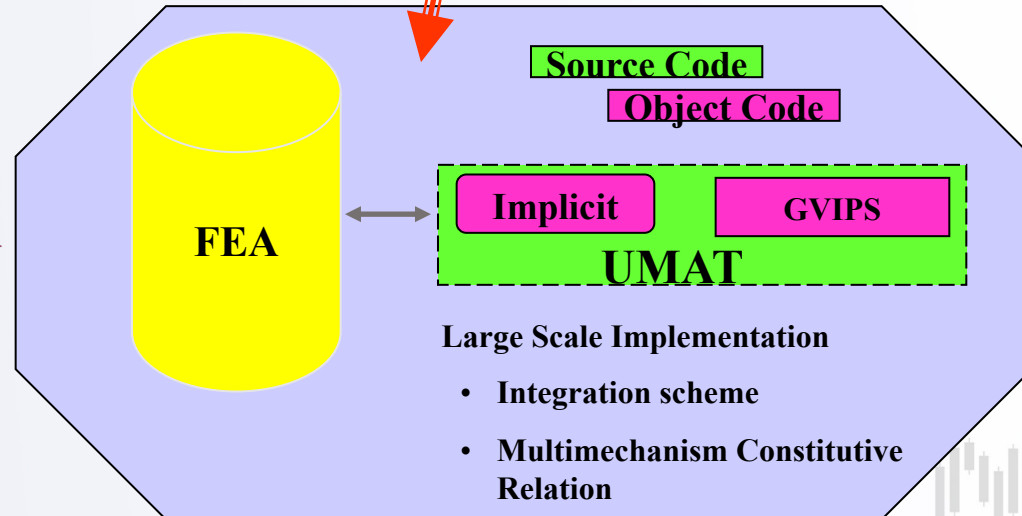 Source Code
Object Code
FEA
Implicit
GVIPS
UMAT
Large Scale Implementation
• Integration scheme
• Multimechanism Constitutive
Relation